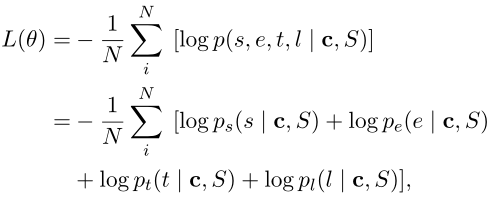 L(θ) = − 1/N ∑_i^N [log p(s, e, t, l | c, S)]
= − 1/N ∑_i^N [log p_s(s | c, S) + log p_e(e | c, S)
+ log p_t(t | c, S) + log p_l(l | c, S)],